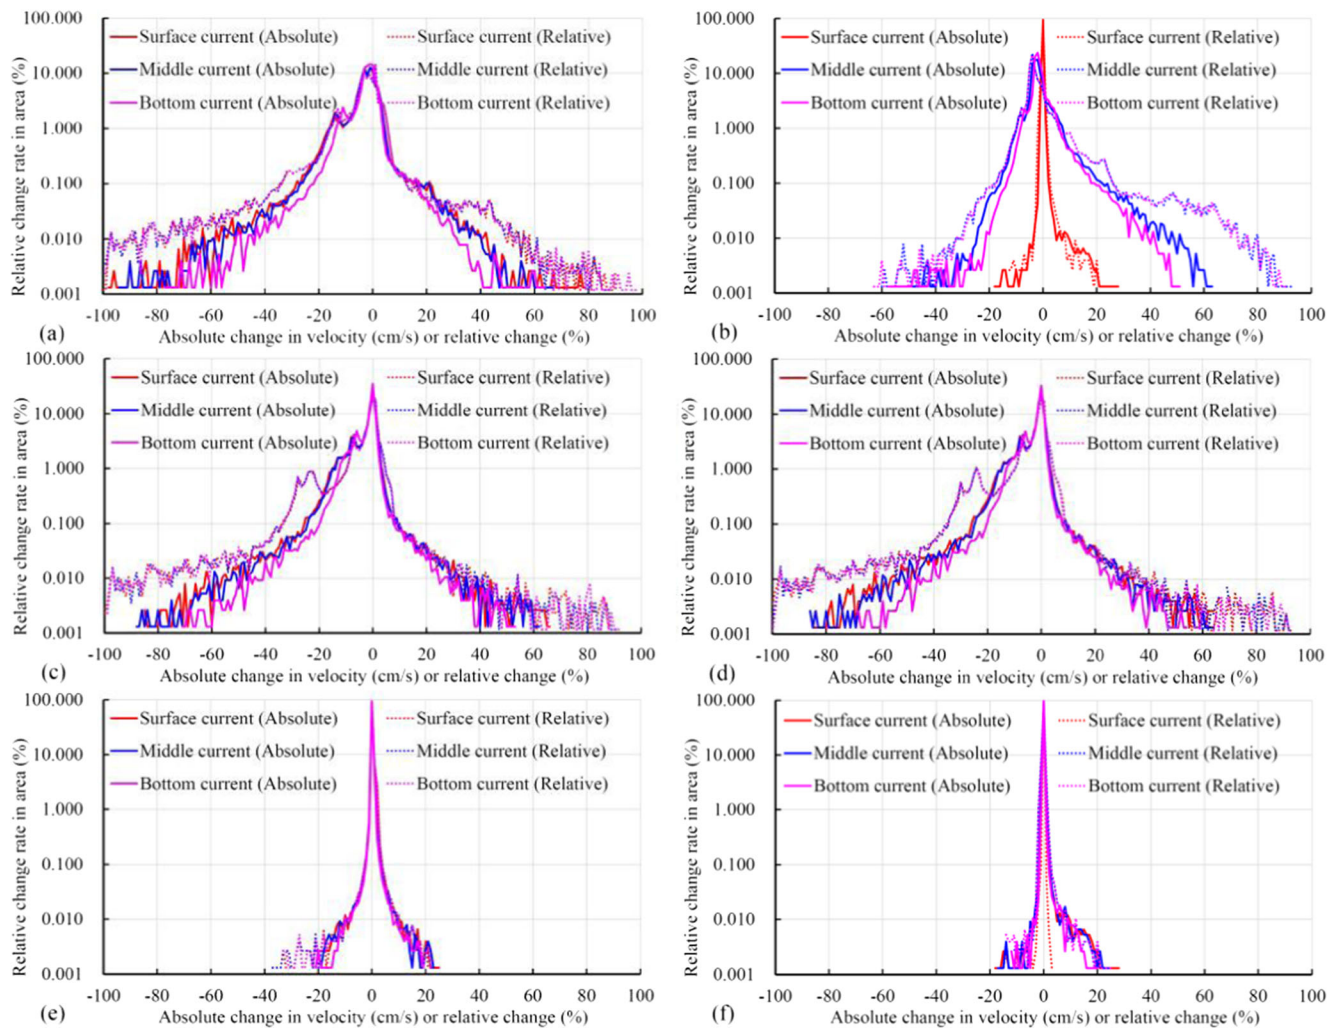 100.000
10.000
1.000
0.100
0.010
0.001
Relative change rate in area (%)
Surface current (Absolute)
Surface current (Relative)
Middle current (Absolute)
Middle current (Relative)
Bottom current (Absolute)
Bottom current (Relative)
-100 -80 -60 -40 -20 0 20 40 60 80 100
(a) Absolute change in velocity (cm/s) or relative change (%)
100.000
10.000
1.000
0.100
0.010
0.001
Relative change rate in area (%)
Surface current (Absolute)
Surface current (Relative)
Middle current (Absolute)
Middle current (Relative)
Bottom current (Absolute)
Bottom current (Relative)
-100 -80 -60 -40 -20 0 20 40 60 80 100
(b) Absolute change in velocity (cm/s) or relative change (%)
100.000
10.000
1.000
0.100
0.010
0.001
Relative change rate in area (%)
Surface current (Absolute)
Surface current (Relative)
Middle current (Absolute)
Middle current (Relative)
Bottom current (Absolute)
Bottom current (Relative)
-100 -80 -60 -40 -20 0 20 40 60 80 100
(c) Absolute change in velocity (cm/s) or relative change (%)
100.000
10.000
1.000
0.100
0.010
0.001
Relative change rate in area (%)
Surface current (Absolute)
Surface current (Relative)
Middle current (Absolute)
Middle current (Relative)
Bottom current (Absolute)
Bottom current (Relative)
-100 -80 -60 -40 -20 0 20 40 60 80 100
(d) Absolute change in velocity (cm/s) or relative change (%)
100.000
10.000
1.000
0.100
0.010
0.001
Relative change rate in area (%)
Surface current (Absolute)
Surface current (Relative)
Middle current (Absolute)
Middle current (Relative)
Bottom current (Absolute)
Bottom current (Relative)
-100 -80 -60 -40 -20 0 20 40 60 80 100
(e) Absolute change in velocity (cm/s) or relative change (%)
100.000
10.000
1.000
0.100
0.010
0.001
Relative change rate in area (%)
Surface current (Absolute)
Surface current (Relative)
Middle current (Absolute)
Middle current (Relative)
Bottom current (Absolute)
Bottom current (Relative)
-100 -80 -60 -40 -20 0 20 40 60 80 100
(f) Absolute change in velocity (cm/s) or relative change (%)